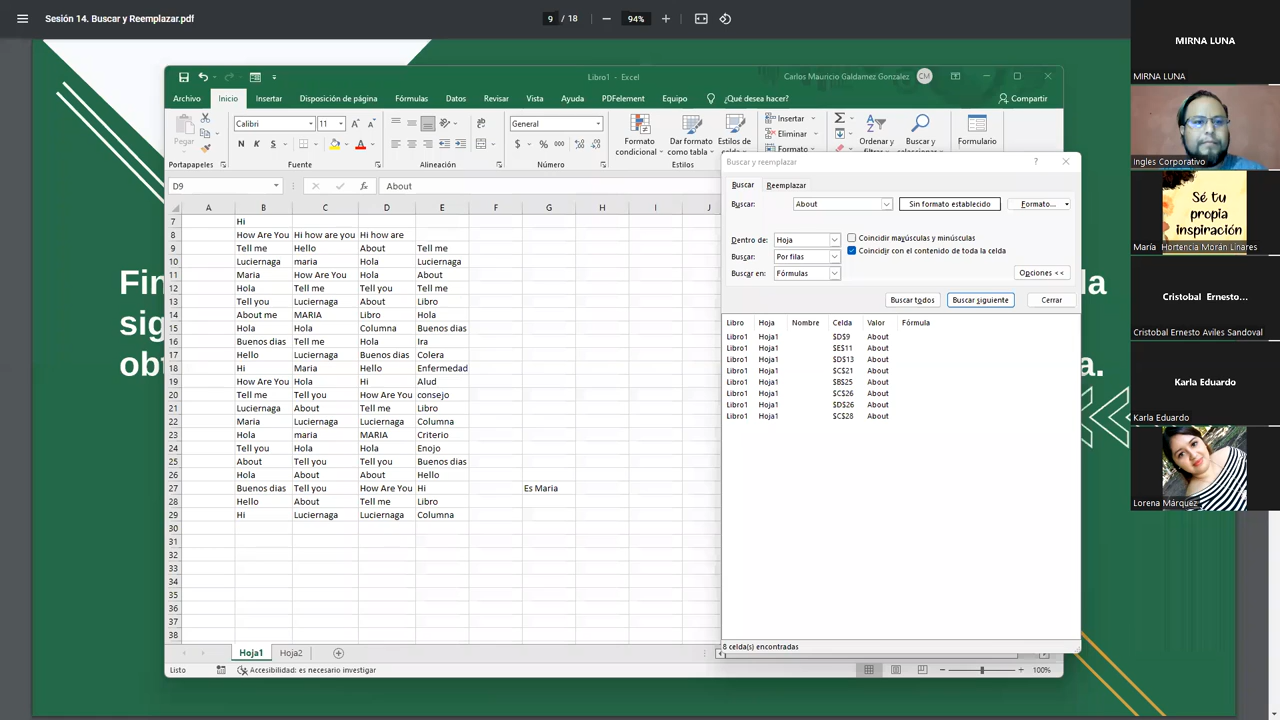 Sesión 14. Buscar y Reemplazar.pdf
9 / 18
94%
MIRNA LUNA
MIRNA LUNA
Ingles Corporativo
Sé tu
propia
inspiración
María Hortencia Morán Linares
Cristobal Ernesto...
Cristobal Ernesto Aviles Sandoval
Karla Eduardo
Karla Eduardo
Lorena Márquez
Fin
la
sig
obt
a.
Libro1 - Excel
Carlos Mauricio Galdamez Gonzalez
CM
Archivo Inicio Insertar Disposición de página Fórmulas Datos Revisar Vista Ayuda PDFelement Equipo ¿Qué desea hacer? Compartir
Pegar
Calibri 11
N K S
General
Formato condicional
Dar formato como tabla
Estilos de
Insertar
Eliminar
Formato
Ordenar y
Buscar y
Formulario
Portapapeles Fuente Alineación Número Estilos
D9 About
A B C D E F G H I J
7 Hi
8 How Are You Hi how are you Hi how are
9 Tell me Hello About Tell me
10 Luciernaga maria Hola Luciernaga
11 Maria How Are You Hola About
12 Hola Tell me Tell you Tell me
13 Tell you Luciernaga About Libro
14 About me MARIA Libro Hola
15 Hola Hola Columna Buenos dias
16 Buenos dias Tell me Hola Ira
17 Hello Luciernaga Buenos dias Colera
18 Hi Maria Hello Enfermedad
19 How Are You Hola Hi Alud
20 Tell me Tell you How Are You consejo
21 Luciernaga About Tell me Libro
22 Maria Luciernaga Luciernaga Columna
23 Hola maria MARIA Criterio
24 Tell you Hola Hola Enojo
25 About Tell you Tell you Buenos dias
26 Hola About About Hello
27 Buenos dias Tell you How Are You Hi Es Maria
28 Hello About Tell me Libro
29 Hi Luciernaga Luciernaga Columna
30
31
32
33
34
35
36
37
38
Hoja1 Hoja2
Listo Accesibilidad: es necesario investigar 100%
Buscar y reemplazar
Buscar Reemplazar
Buscar: About Sin formato establecido Formato...
Dentro de: Hoja Coincidir mayúsculas y minúsculas
Buscar: Por filas Coincidir con el contenido de toda la celda
Buscar en: Fórmulas Opciones <<
Buscar todos Buscar siguiente Cerrar
Libro Hoja Nombre Celda Valor Fórmula
Libro1 Hoja1 $D$9 About
Libro1 Hoja1 $E$11 About
Libro1 Hoja1 $D$13 About
Libro1 Hoja1 $C$21 About
Libro1 Hoja1 $B$25 About
Libro1 Hoja1 $C$26 About
Libro1 Hoja1 $D$26 About
Libro1 Hoja1 $C$28 About
8 celda(s) encontradas